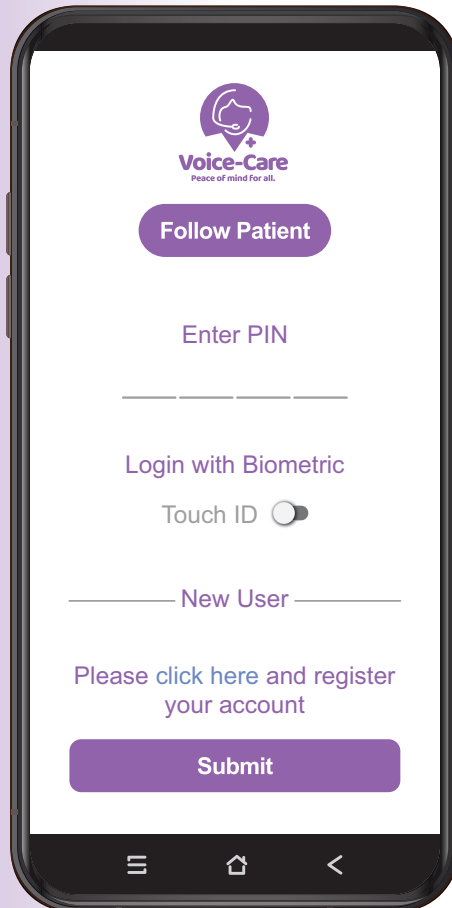 Voice-Care
Peace of mind for all.
Follow Patient
Enter PIN
Login with Biometric
Touch ID
New User
Please click here and register
your account
Submit